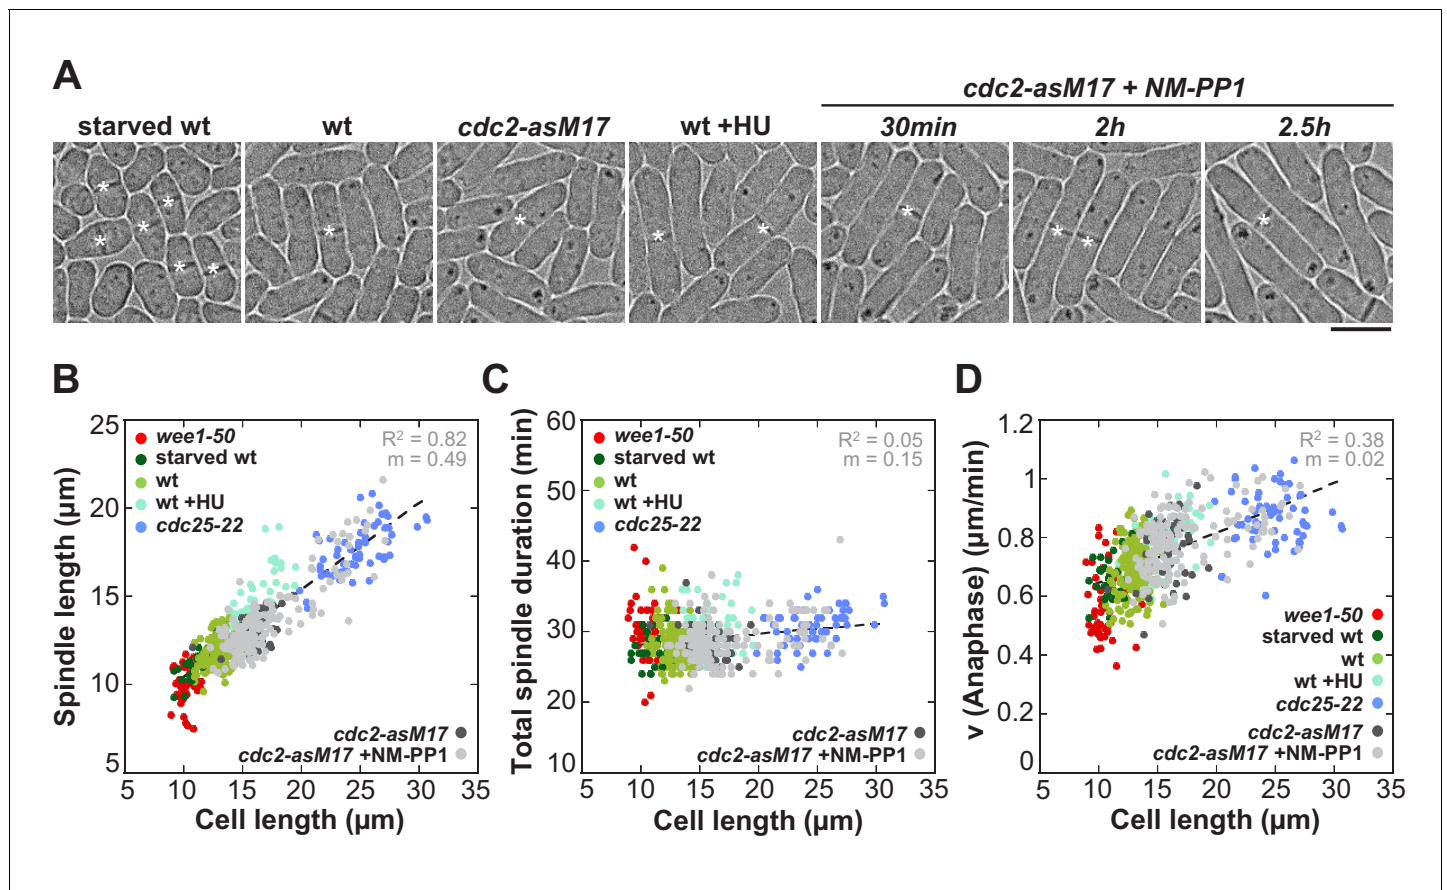 A
cdc2-asM17 + NM-PP1
starved wt wt cdc2-asM17 wt +HU 30min 2h 2.5h
* * * * * * * * * * * * * *
B
25
20
15
10
5
Spindle length (µm)
wee1-50
starved wt
wt
wt +HU
cdc25-22
R² = 0.82
m = 0.49
cdc2-asM17
cdc2-asM17 +NM-PP1
5 10 15 20 25 30 35
Cell length (µm)
C
60
50
40
30
20
10
Total spindle duration (min)
wee1-50
starved wt
wt
wt +HU
cdc25-22
R² = 0.05
m = 0.15
cdc2-asM17
cdc2-asM17 +NM-PP1
5 10 15 20 25 30 35
Cell length (µm)
D
1.2
1
0.8
0.6
0.4
0.2
0
v (Anaphase) (µm/min)
R² = 0.38
m = 0.02
wee1-50
starved wt
wt
wt +HU
cdc25-22
cdc2-asM17
cdc2-asM17 +NM-PP1
5 10 15 20 25 30 35
Cell length (µm)